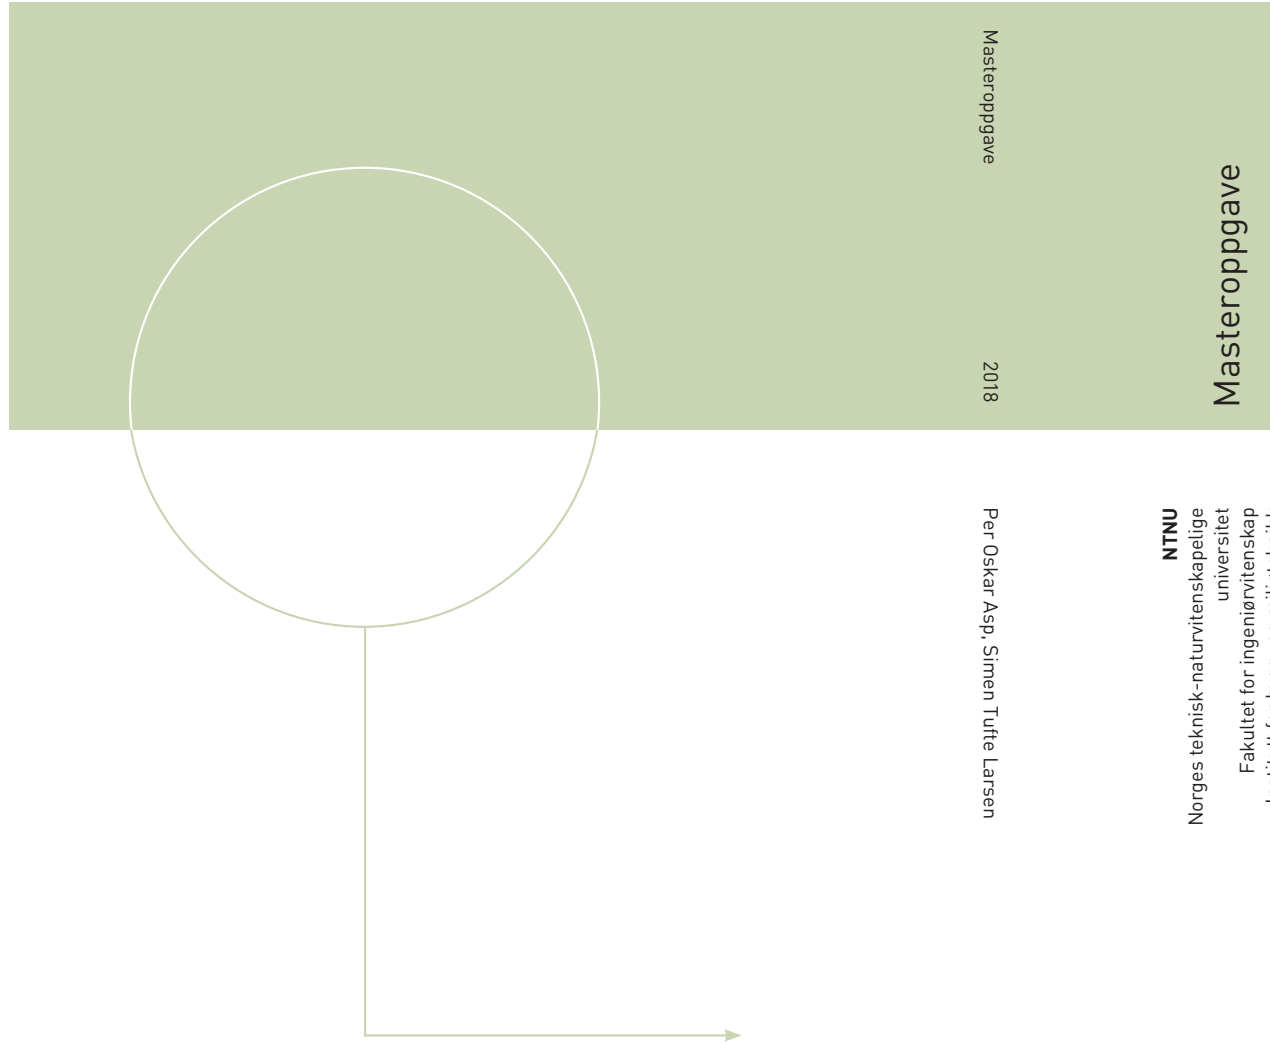 Masteroppgave
2018
Per Oskar Asp, Simen Tufte Larsen
Masteroppgave
NTNU
Norges teknisk-naturvitenskapelige
universitet
Fakultet for ingeniørvitenskap